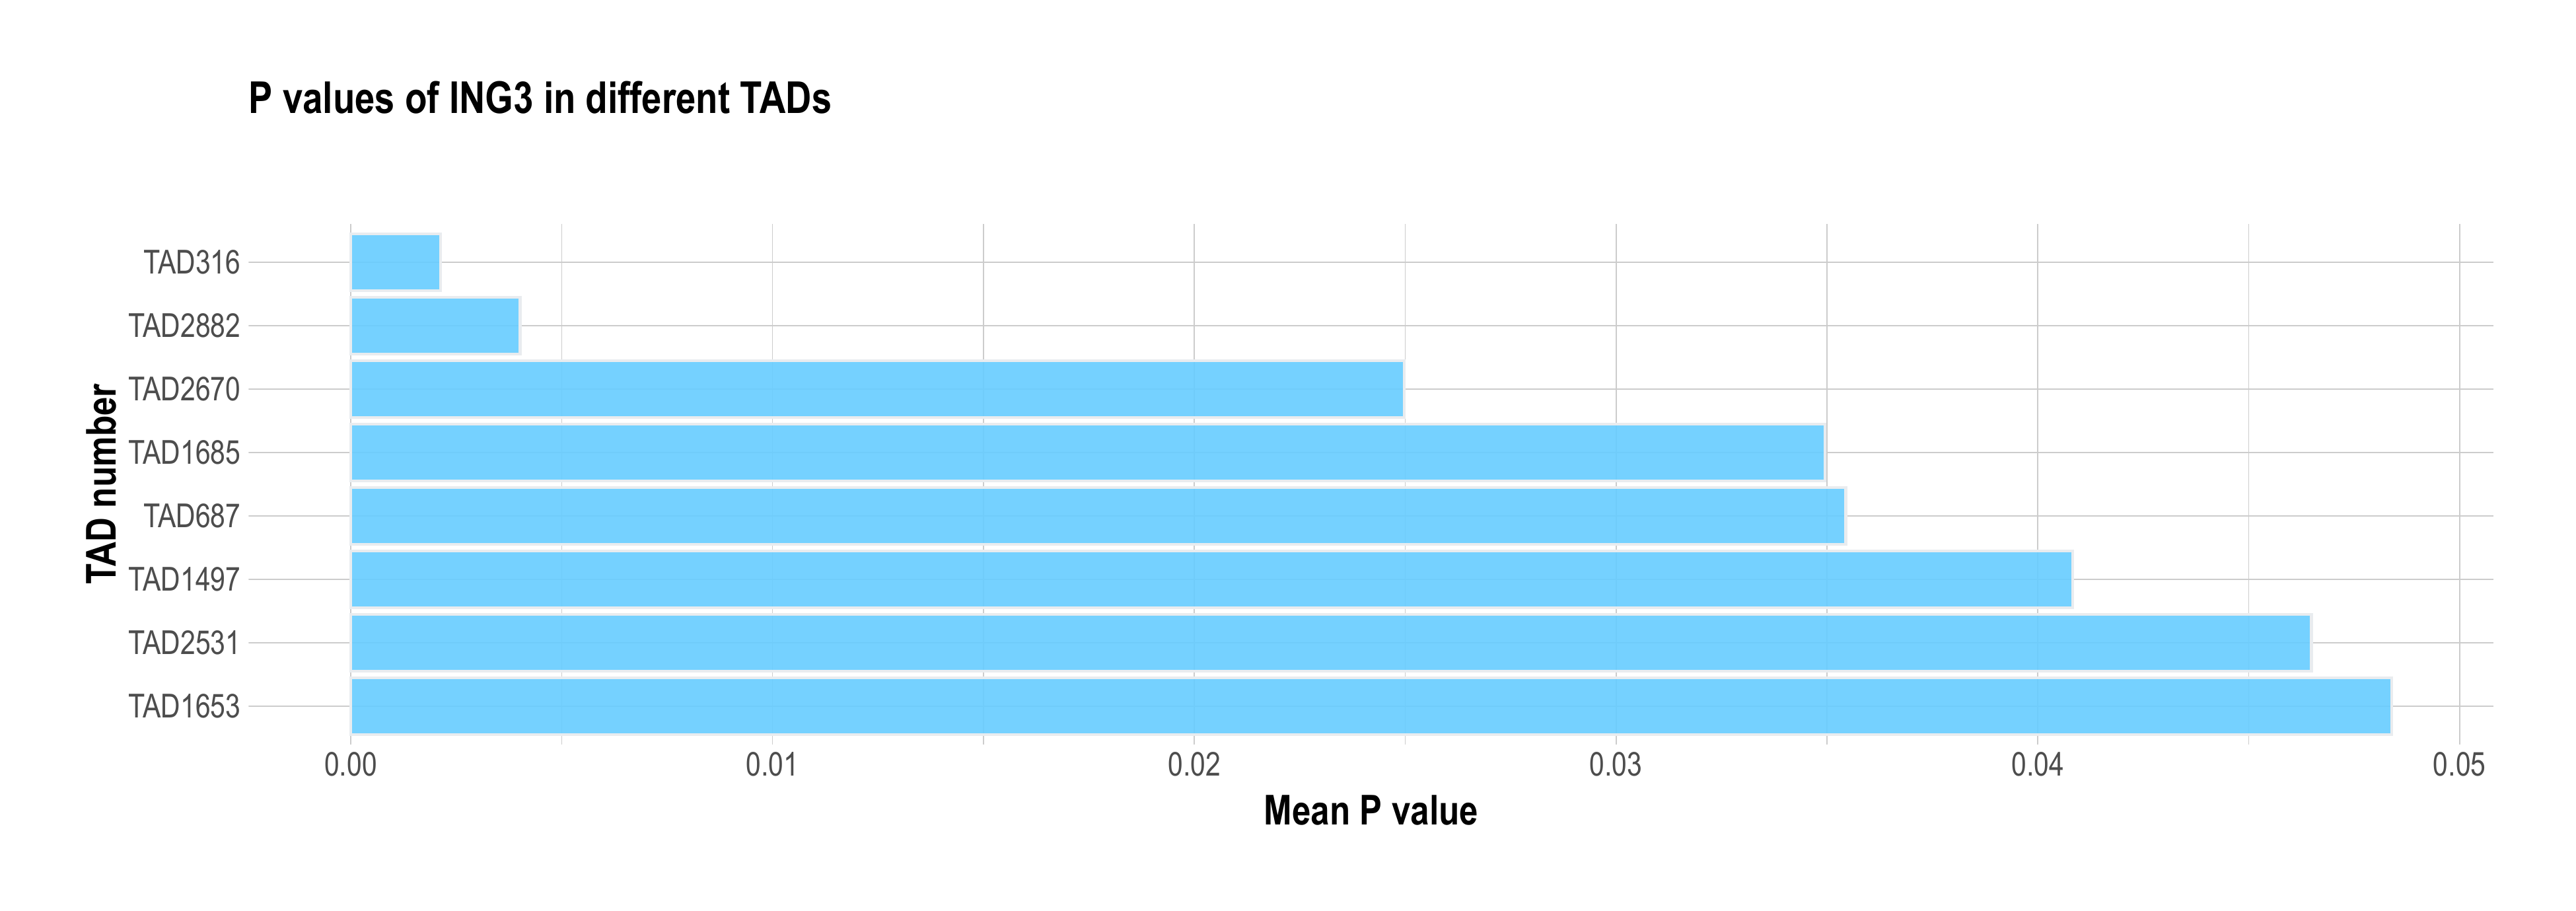 P values of ING3 in different TADs
TAD number
TAD316
TAD2882
TAD2670
TAD1685
TAD687
TAD1497
TAD2531
TAD1653
0.00 0.01 0.02 0.03 0.04 0.05
Mean P value